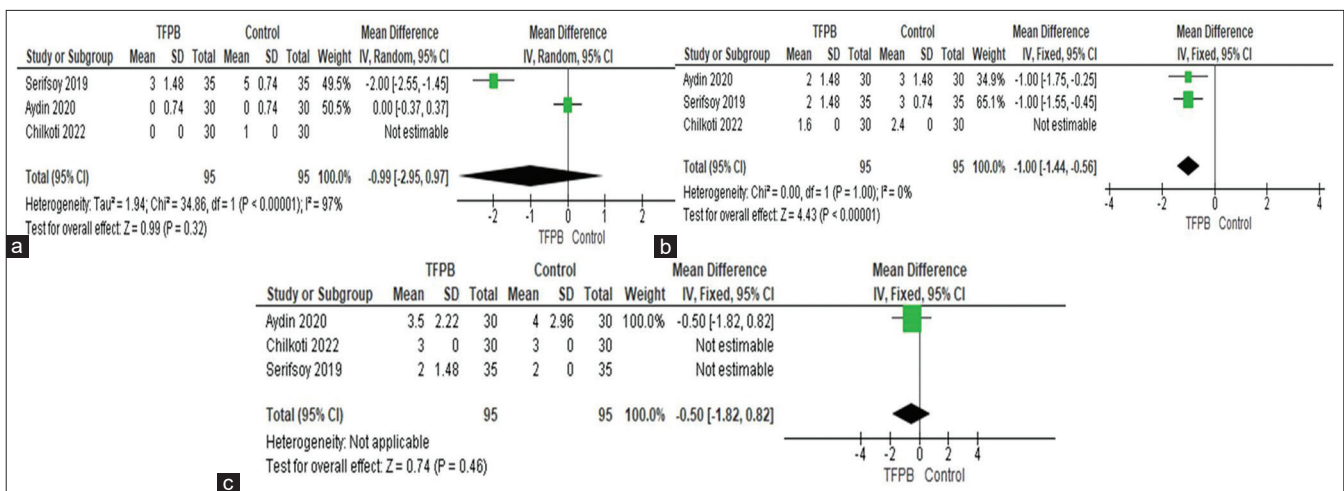 TFPB Control Mean Difference Mean Difference
Study or Subgroup Mean SD Total Mean SD Total Weight IV, Random, 95% CI IV, Random, 95% CI
Serifsoy 2019 3 1.48 35 5 0.74 35 49.5% -2.00 [-2.55, -1.45]
Aydin 2020 0 0.74 30 0 0.74 30 50.5% 0.00 [-0.37, 0.37]
Chilkoti 2022 0 0 30 1 0 30 Not estimable
Total (95% CI) 95 95 100.0% -0.99 [-2.95, 0.97]
Heterogeneity: Tau² = 1.94; Chi² = 34.86, df = 1 (P < 0.00001); I² = 97%
Test for overall effect: Z = 0.99 (P = 0.32)
-2 -1 0 1 2
TFPB Control
a
TFPB Control Mean Difference Mean Difference
Study or Subgroup Mean SD Total Mean SD Total Weight IV, Fixed, 95% CI IV, Fixed, 95% CI
Aydin 2020 2 1.48 30 3 1.48 30 34.9% -1.00 [-1.75, -0.25]
Serifsoy 2019 2 1.48 35 3 0.74 35 65.1% -1.00 [-1.55, -0.45]
Chilkoti 2022 1.6 0 30 2.4 0 30 Not estimable
Total (95% CI) 95 95 100.0% -1.00 [-1.44, -0.56]
Heterogeneity: Chi² = 0.00, df = 1 (P = 1.00); I² = 0%
Test for overall effect: Z = 4.43 (P < 0.00001)
-4 -2 0 2 4
TFPB Control
b
TFPB Control Mean Difference Mean Difference
Study or Subgroup Mean SD Total Mean SD Total Weight IV, Fixed, 95% CI IV, Fixed, 95% CI
Aydin 2020 3.5 2.22 30 4 2.96 30 100.0% -0.50 [-1.82, 0.82]
Chilkoti 2022 3 0 30 3 0 30 Not estimable
Serifsoy 2019 2 1.48 35 2 0 35 Not estimable
Total (95% CI) 95 95 100.0% -0.50 [-1.82, 0.82]
Heterogeneity: Not applicable
Test for overall effect: Z = 0.74 (P = 0.46)
-4 -2 0 2 4
TFPB Control
c